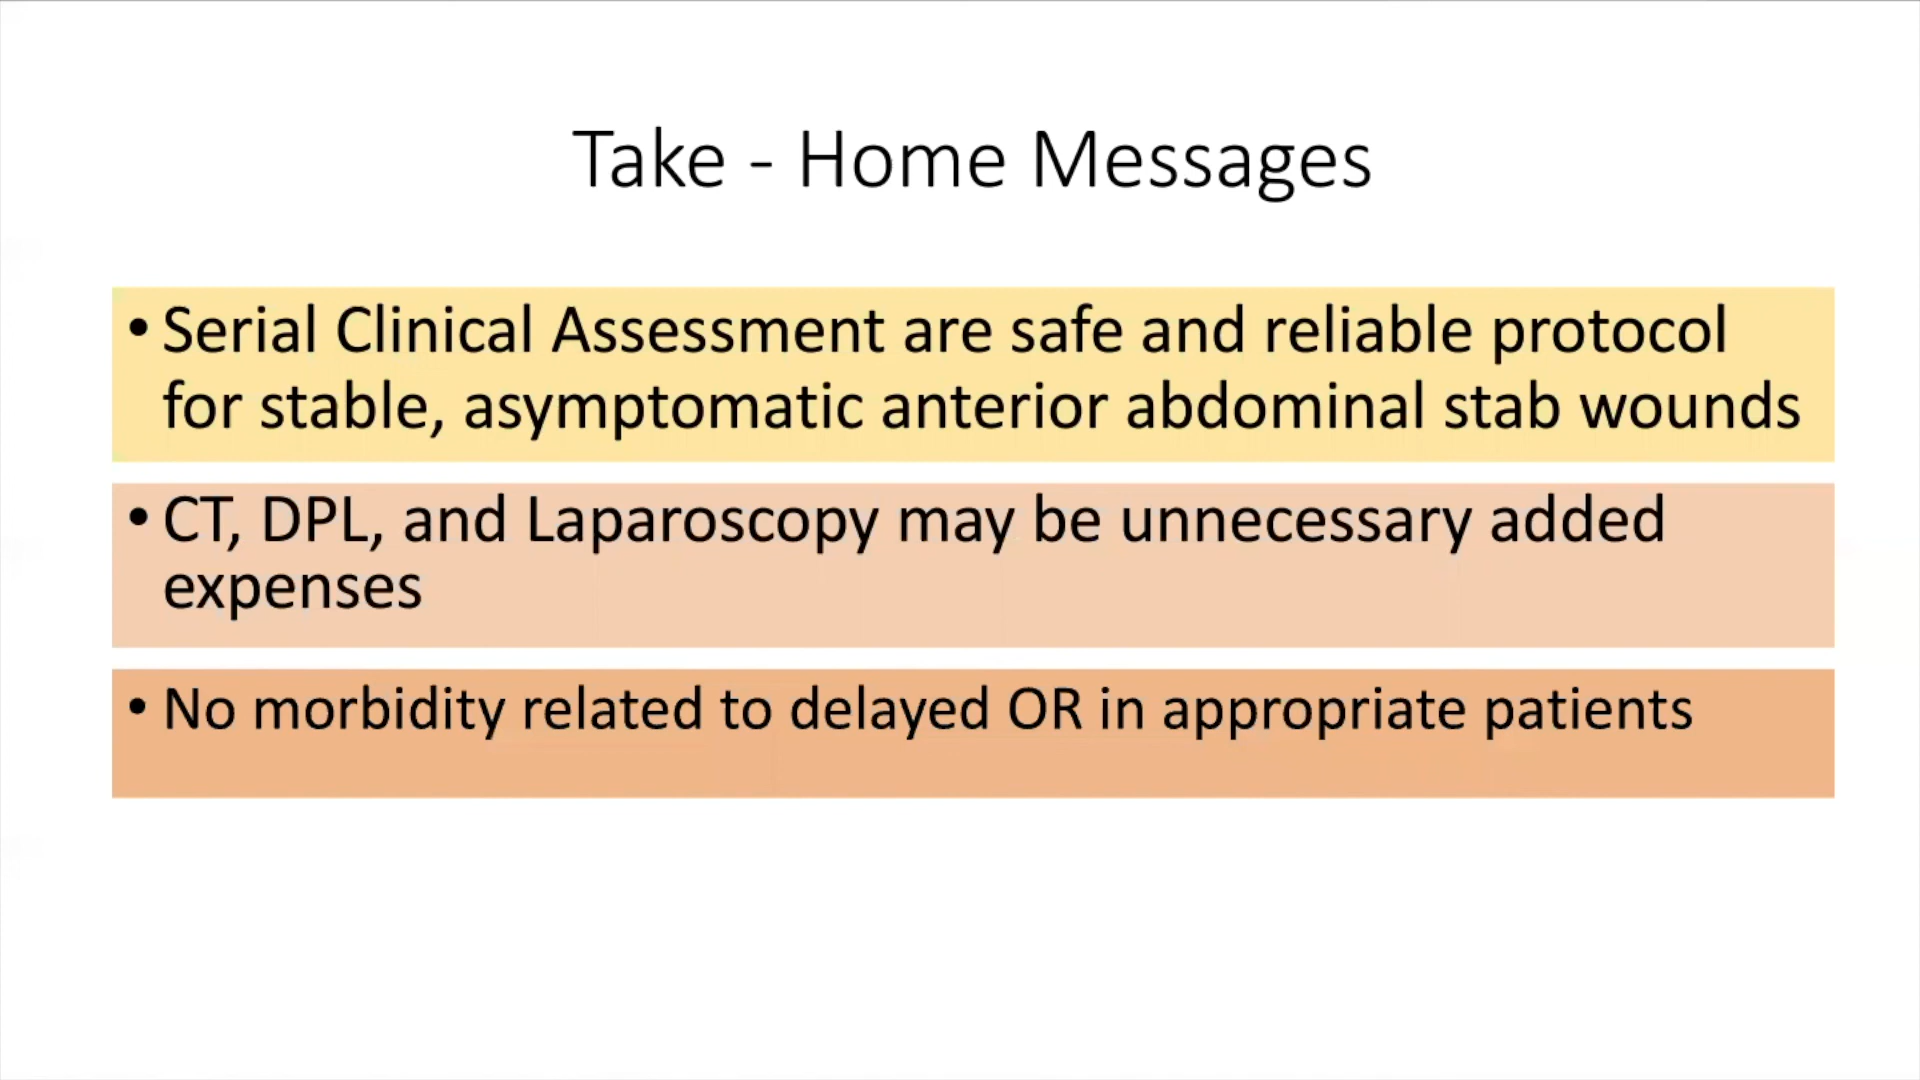 Take - Home Messages
• Serial Clinical Assessment are safe and reliable protocol
for stable, asymptomatic anterior abdominal stab wounds
• CT, DPL, and Laparoscopy may be unnecessary added
expenses
• No morbidity related to delayed OR in appropriate patients